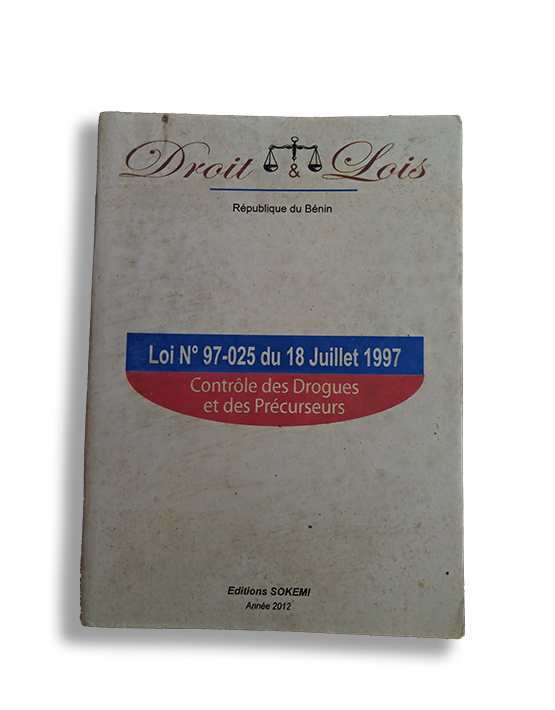 Droit & Lois
République du Bénin
Loi N° 97-025 du 18 Juillet 1997
Contrôle des Drogues
et des Précurseurs
Editions SOKEMI
Année 2012